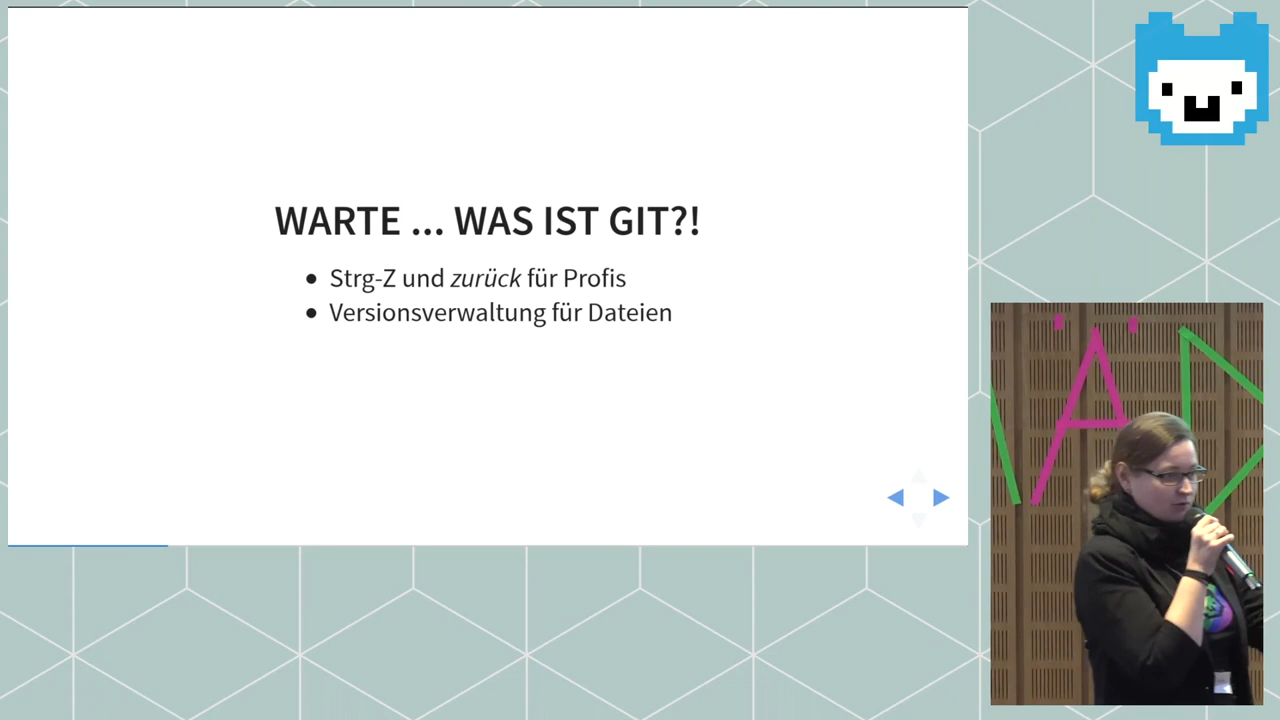 WARTE ... WAS IST GIT?!
Strg-Z und zurück für Profis
Versionsverwaltung für Dateien